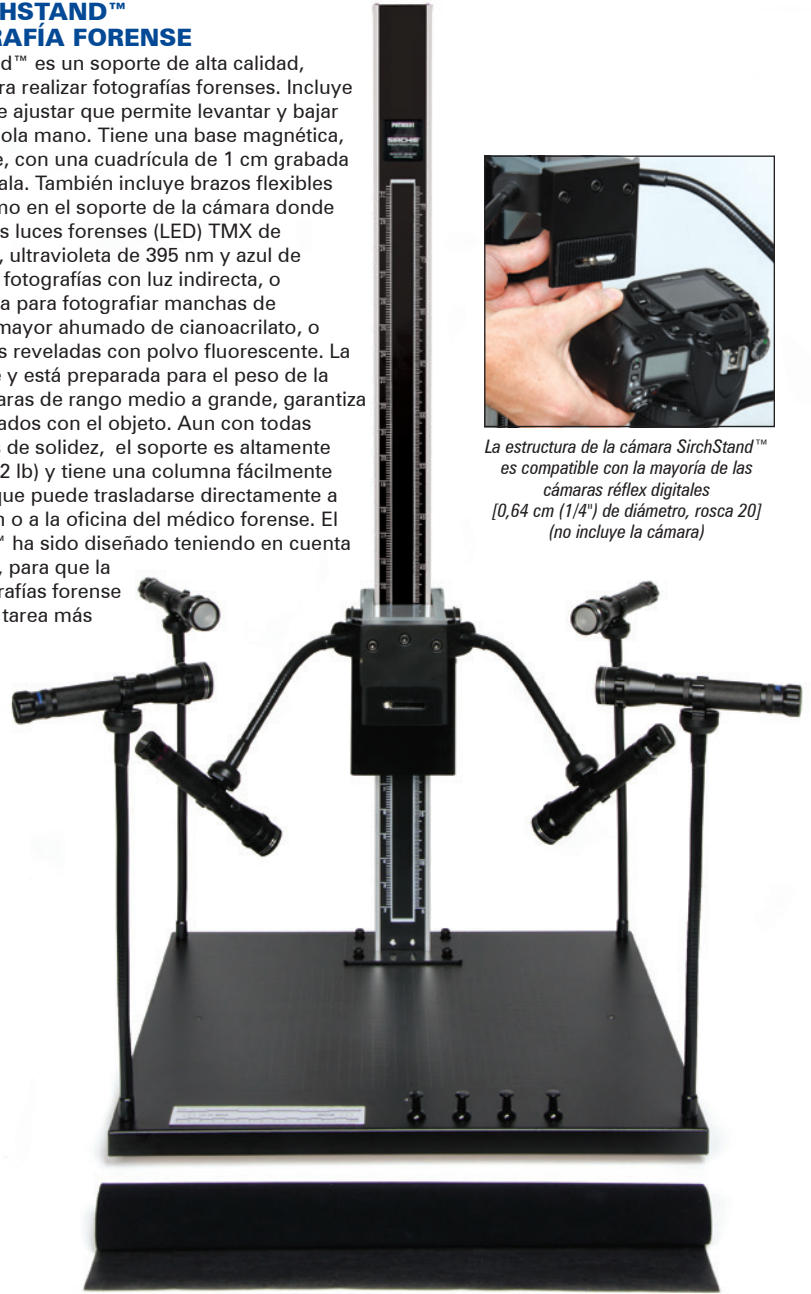 HSTAND™
RAFÍA FORENSE
d™ es un soporte de alta calidad,
ra realizar fotografías forenses. Incluye
e ajustar que permite levantar y bajar
ola mano. Tiene una base magnética,
e, con una cuadrícula de 1 cm grabada
ala. También incluye brazos flexibles
mo en el soporte de la cámara donde
s luces forenses (LED) TMX de
, ultravioleta de 395 nm y azul de
fotografías con luz indirecta, o
a para fotografiar manchas de
mayor ahumado de cianoacrilato, o
s reveladas con polvo fluorescente. La
e y está preparada para el peso de la
aras de rango medio a grande, garantiza
ados con el objeto. Aun con todas
s de solidez, el soporte es altamente
2 lb) y tiene una columna fácilmente
que puede trasladarse directamente a
n o a la oficina del médico forense. El
™ ha sido diseñado teniendo en cuenta
, para que la
rafías forense
tarea más
SIRCHIE
La estructura de la cámara SirchStand™
es compatible con la mayoría de las
cámaras réflex digitales
[0,64 cm (1/4") de diámetro, rosca 20]
(no incluye la cámara)